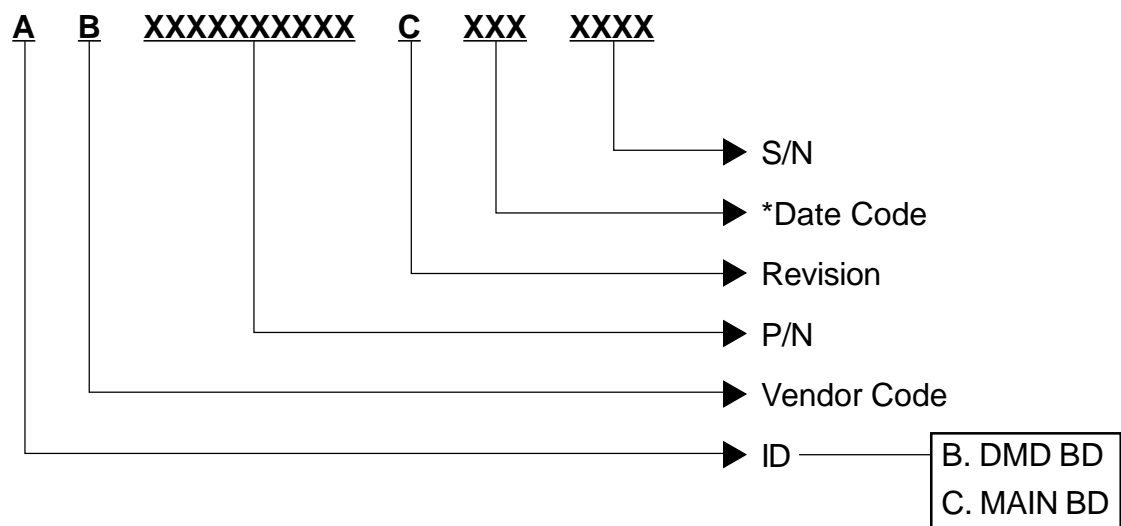 A B XXXXXXXXXX C XXX XXXX
S/N
*Date Code
Revision
P/N
Vendor Code
ID
B. DMD BD
C. MAIN BD